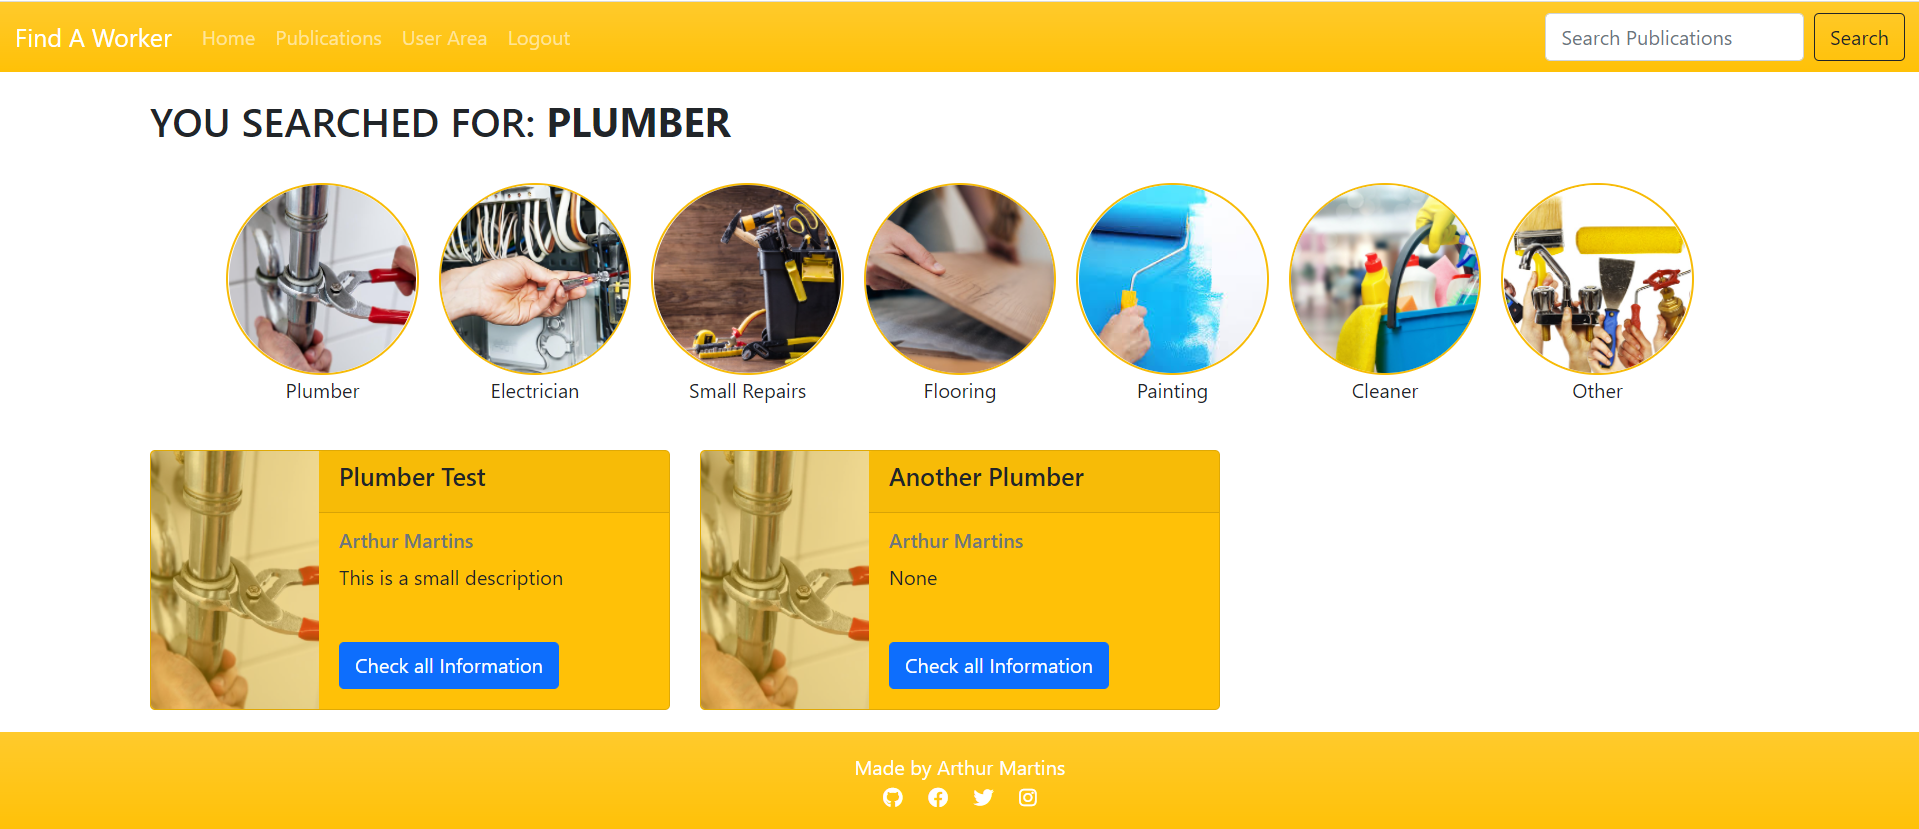 Find A Worker Home Publications User Area Logout Search Publications Search
YOU SEARCHED FOR: PLUMBER
Plumber Electrician Small Repairs Flooring Painting Cleaner Other
Plumber Test
Arthur Martins
This is a small description
Check all Information
Another Plumber
Arthur Martins
None
Check all Information
Made by Arthur Martins